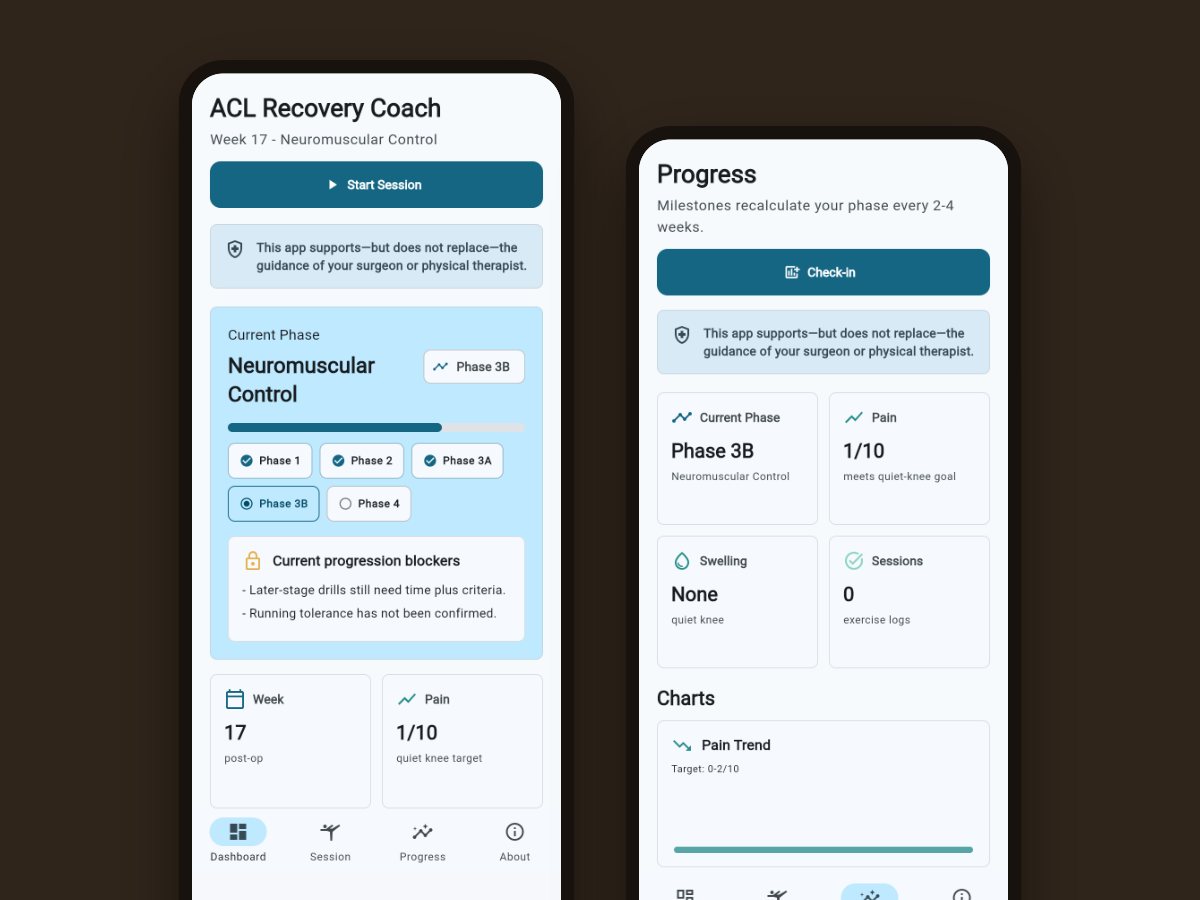 ACL Recovery Coach
Week 17 - Neuromuscular Control
Start Session
This app supports—but does not replace—the
guidance of your surgeon or physical therapist.
Current Phase
Neuromuscular
Control
Phase 3B
Phase 1
Phase 2
Phase 3A
Phase 3B
Phase 4
Current progression blockers
- Later-stage drills still need time plus criteria.
- Running tolerance has not been confirmed.
Week
17
post-op
Pain
1/10
quiet knee target
Dashboard
Session
Progress
About
Progress
Milestones recalculate your phase every 2-4
weeks.
Check-in
This app supports—but does not replace—the
guidance of your surgeon or physical therapist.
Current Phase
Phase 3B
Neuromuscular Control
Pain
1/10
meets quiet-knee goal
Swelling
None
quiet knee
Sessions
0
exercise logs
Charts
Pain Trend
Target: 0-2/10